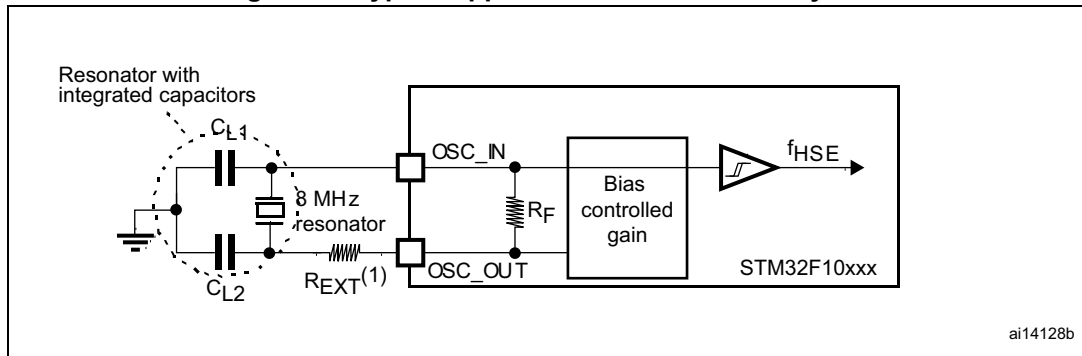 Resonator with
integrated capacitors
CL1
OSC_IN
fHSE
8 MHz
resonator
RF
Bias
controlled
gain
OSC_OUT
STM32F10xxx
REXT(1)
CL2
ai14128b